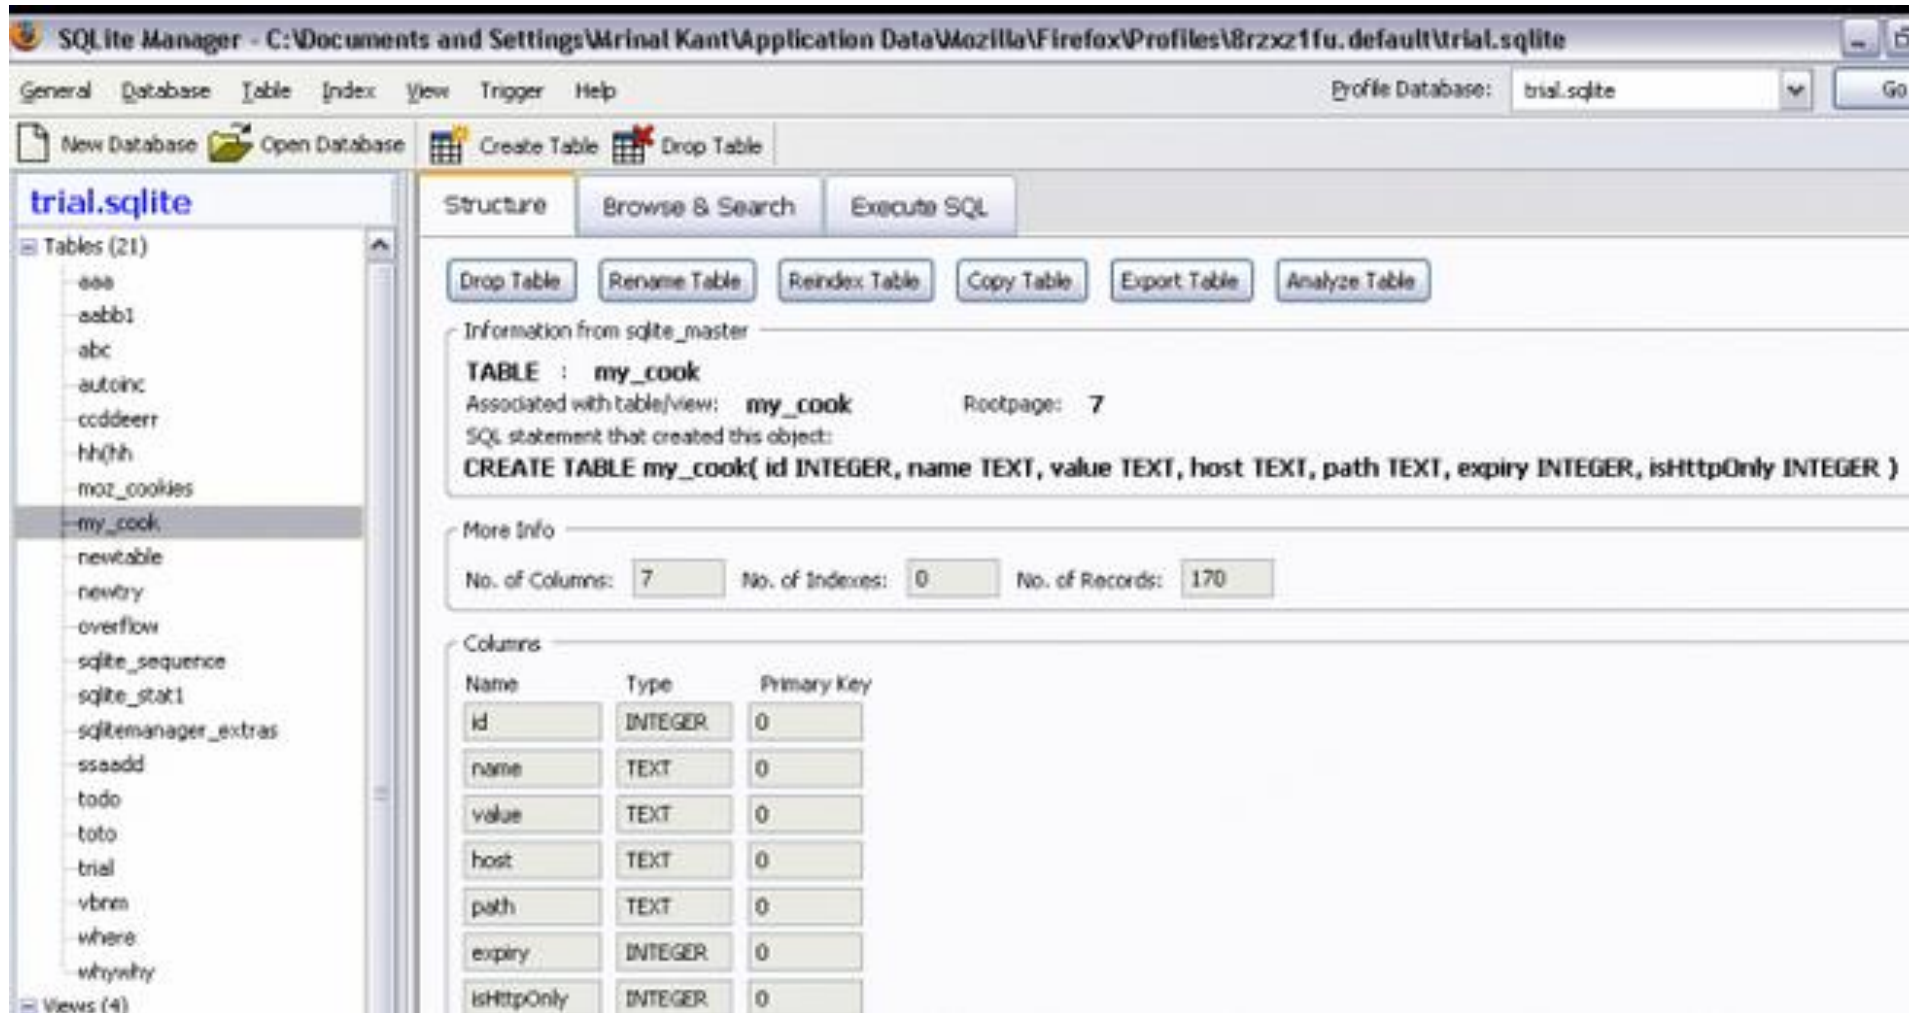 SQLite Manager - C:\Documents and Settings\Mrinal Kant\Application Data\Mozilla\Firefox\Profiles\8rzxz1fu.default\trial.sqlite
General Database Table Index View Trigger Help Profile Database: trial.sqlite Go
New Database Open Database Create Table Drop Table
trial.sqlite
Tables (21)
aaa
aabb1
abc
autoinc
ccddeerr
hh(hh
moz_cookies
my_cook
newtable
newtry
overflow
sqlite_sequence
sqlite_stat1
sqlitemanager_extras
ssaadd
todo
toto
trial
vbnm
where
whywhy
Views (4)
Structure Browse & Search Execute SQL
Drop Table Rename Table Reindex Table Copy Table Export Table Analyze Table
Information from sqlite_master
TABLE : my_cook
Associated with table/view: my_cook Rootpage: 7
SQL statement that created this object:
CREATE TABLE my_cook( id INTEGER, name TEXT, value TEXT, host TEXT, path TEXT, expiry INTEGER, isHttpOnly INTEGER )
More Info
No. of Columns: 7 No. of Indexes: 0 No. of Records: 170
Columns
Name Type Primary Key
id INTEGER 0
name TEXT 0
value TEXT 0
host TEXT 0
path TEXT 0
expiry INTEGER 0
isHttpOnly INTEGER 0